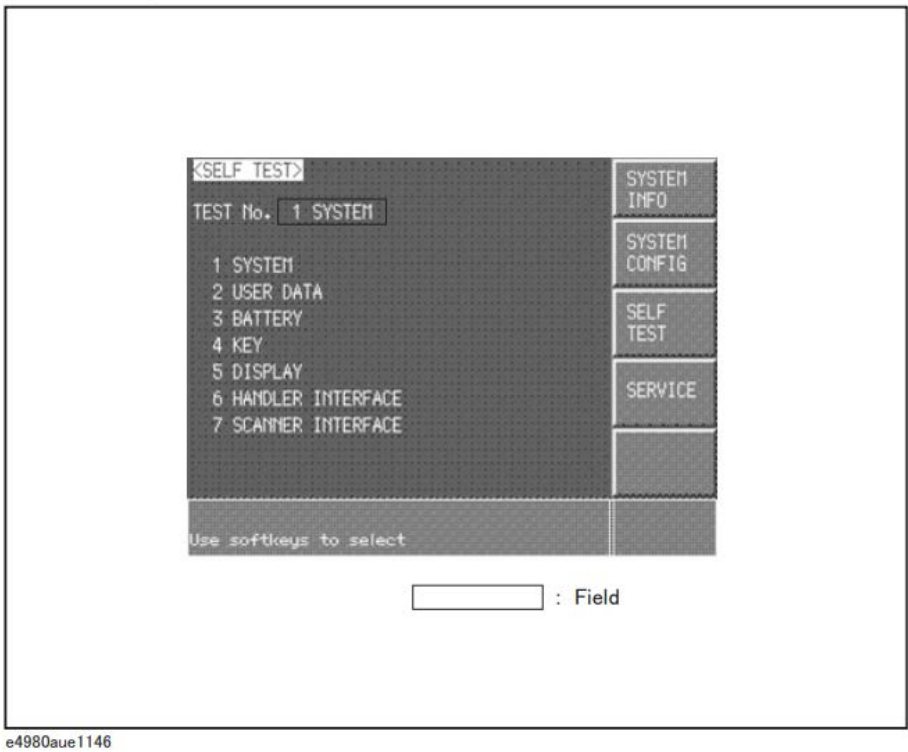 <SELF TEST>
TEST No. 1 SYSTEM
1 SYSTEM
2 USER DATA
3 BATTERY
4 KEY
5 DISPLAY
6 HANDLER INTERFACE
7 SCANNER INTERFACE
SYSTEM
INFO
SYSTEM
CONFIG
SELF
TEST
SERVICE
Use softkeys to select
: Field
e4980aue1146